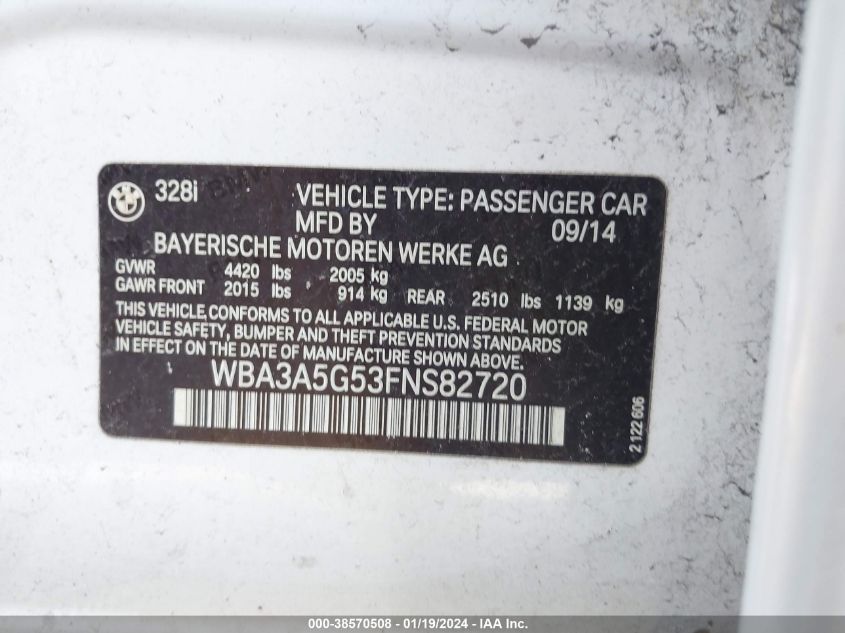 BMW
328i VEHICLE TYPE: PASSENGER CAR
MFD BY 09/14
BAYERISCHE MOTOREN WERKE AG
GVWR 4420 lbs 2005 kg
GAWR FRONT 2015 lbs 914 kg REAR 2510 lbs 1139 kg
THIS VEHICLE CONFORMS TO ALL APPLICABLE U.S. FEDERAL MOTOR
VEHICLE SAFETY, BUMPER AND THEFT PREVENTION STANDARDS
IN EFFECT ON THE DATE OF MANUFACTURE SHOWN ABOVE.
WBA3A5G53FNS82720
2 122 606
000-38570508 - 01/19/2024 - IAA Inc.